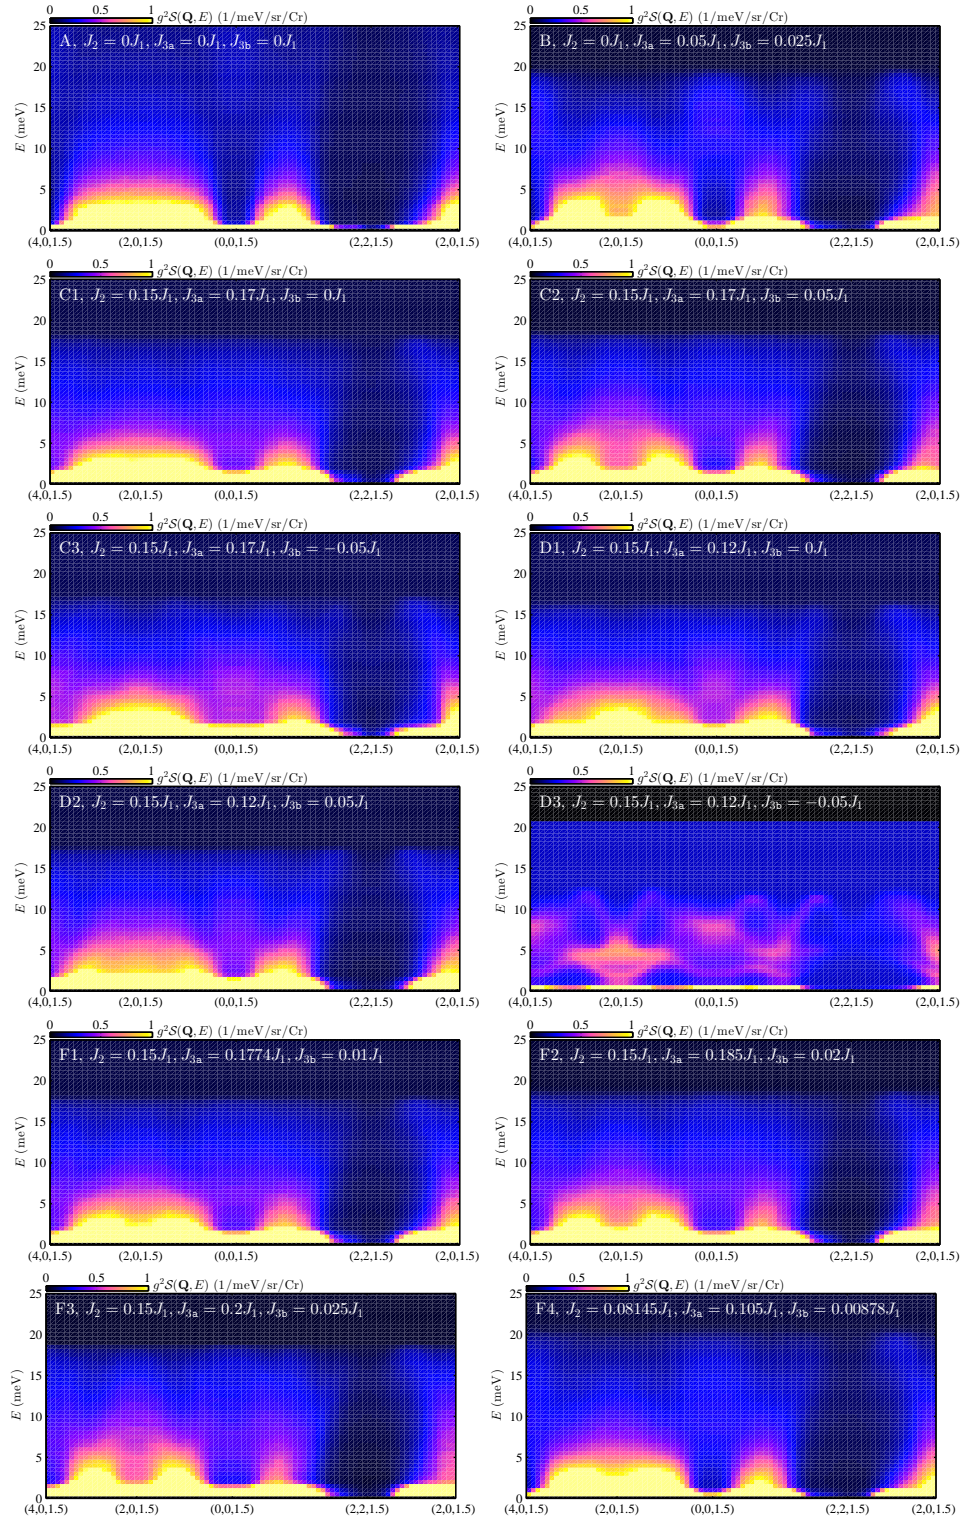 0 0.5 1 g²S(Q, E) (1/meV/sr/Cr)
A, J₂ = 0J₁, J₃ₐ = 0J₁, J₃b = 0J₁
E (meV)
25
20
15
10
5
0
(4,0,1.5) (2,0,1.5) (0,0,1.5) (2,2,1.5) (2,0,1.5)
0 0.5 1 g²S(Q, E) (1/meV/sr/Cr)
B, J₂ = 0J₁, J₃ₐ = 0.05J₁, J₃b = 0.025J₁
E (meV)
25
20
15
10
5
0
(4,0,1.5) (2,0,1.5) (0,0,1.5) (2,2,1.5) (2,0,1.5)
0 0.5 1 g²S(Q, E) (1/meV/sr/Cr)
C1, J₂ = 0.15J₁, J₃ₐ = 0.17J₁, J₃b = 0J₁
E (meV)
25
20
15
10
5
0
(4,0,1.5) (2,0,1.5) (0,0,1.5) (2,2,1.5) (2,0,1.5)
0 0.5 1 g²S(Q, E) (1/meV/sr/Cr)
C2, J₂ = 0.15J₁, J₃ₐ = 0.17J₁, J₃b = 0.05J₁
E (meV)
25
20
15
10
5
0
(4,0,1.5) (2,0,1.5) (0,0,1.5) (2,2,1.5) (2,0,1.5)
0 0.5 1 g²S(Q, E) (1/meV/sr/Cr)
C3, J₂ = 0.15J₁, J₃ₐ = 0.17J₁, J₃b = −0.05J₁
E (meV)
25
20
15
10
5
0
(4,0,1.5) (2,0,1.5) (0,0,1.5) (2,2,1.5) (2,0,1.5)
0 0.5 1 g²S(Q, E) (1/meV/sr/Cr)
D1, J₂ = 0.15J₁, J₃ₐ = 0.12J₁, J₃b = 0J₁
E (meV)
25
20
15
10
5
0
(4,0,1.5) (2,0,1.5) (0,0,1.5) (2,2,1.5) (2,0,1.5)
0 0.5 1 g²S(Q, E) (1/meV/sr/Cr)
D2, J₂ = 0.15J₁, J₃ₐ = 0.12J₁, J₃b = 0.05J₁
E (meV)
25
20
15
10
5
0
(4,0,1.5) (2,0,1.5) (0,0,1.5) (2,2,1.5) (2,0,1.5)
0 0.5 1 g²S(Q, E) (1/meV/sr/Cr)
D3, J₂ = 0.15J₁, J₃ₐ = 0.12J₁, J₃b = −0.05J₁
E (meV)
25
20
15
10
5
0
(4,0,1.5) (2,0,1.5) (0,0,1.5) (2,2,1.5) (2,0,1.5)
0 0.5 1 g²S(Q, E) (1/meV/sr/Cr)
F1, J₂ = 0.15J₁, J₃ₐ = 0.1774J₁, J₃b = 0.01J₁
E (meV)
25
20
15
10
5
0
(4,0,1.5) (2,0,1.5) (0,0,1.5) (2,2,1.5) (2,0,1.5)
0 0.5 1 g²S(Q, E) (1/meV/sr/Cr)
F2, J₂ = 0.15J₁, J₃ₐ = 0.185J₁, J₃b = 0.02J₁
E (meV)
25
20
15
10
5
0
(4,0,1.5) (2,0,1.5) (0,0,1.5) (2,2,1.5) (2,0,1.5)
0 0.5 1 g²S(Q, E) (1/meV/sr/Cr)
F3, J₂ = 0.15J₁, J₃ₐ = 0.2J₁, J₃b = 0.025J₁
E (meV)
25
20
15
10
5
0
(4,0,1.5) (2,0,1.5) (0,0,1.5) (2,2,1.5) (2,0,1.5)
0 0.5 1 g²S(Q, E) (1/meV/sr/Cr)
F4, J₂ = 0.08145J₁, J₃ₐ = 0.105J₁, J₃b = 0.00878J₁
E (meV)
25
20
15
10
5
0
(4,0,1.5) (2,0,1.5) (0,0,1.5) (2,2,1.5) (2,0,1.5)